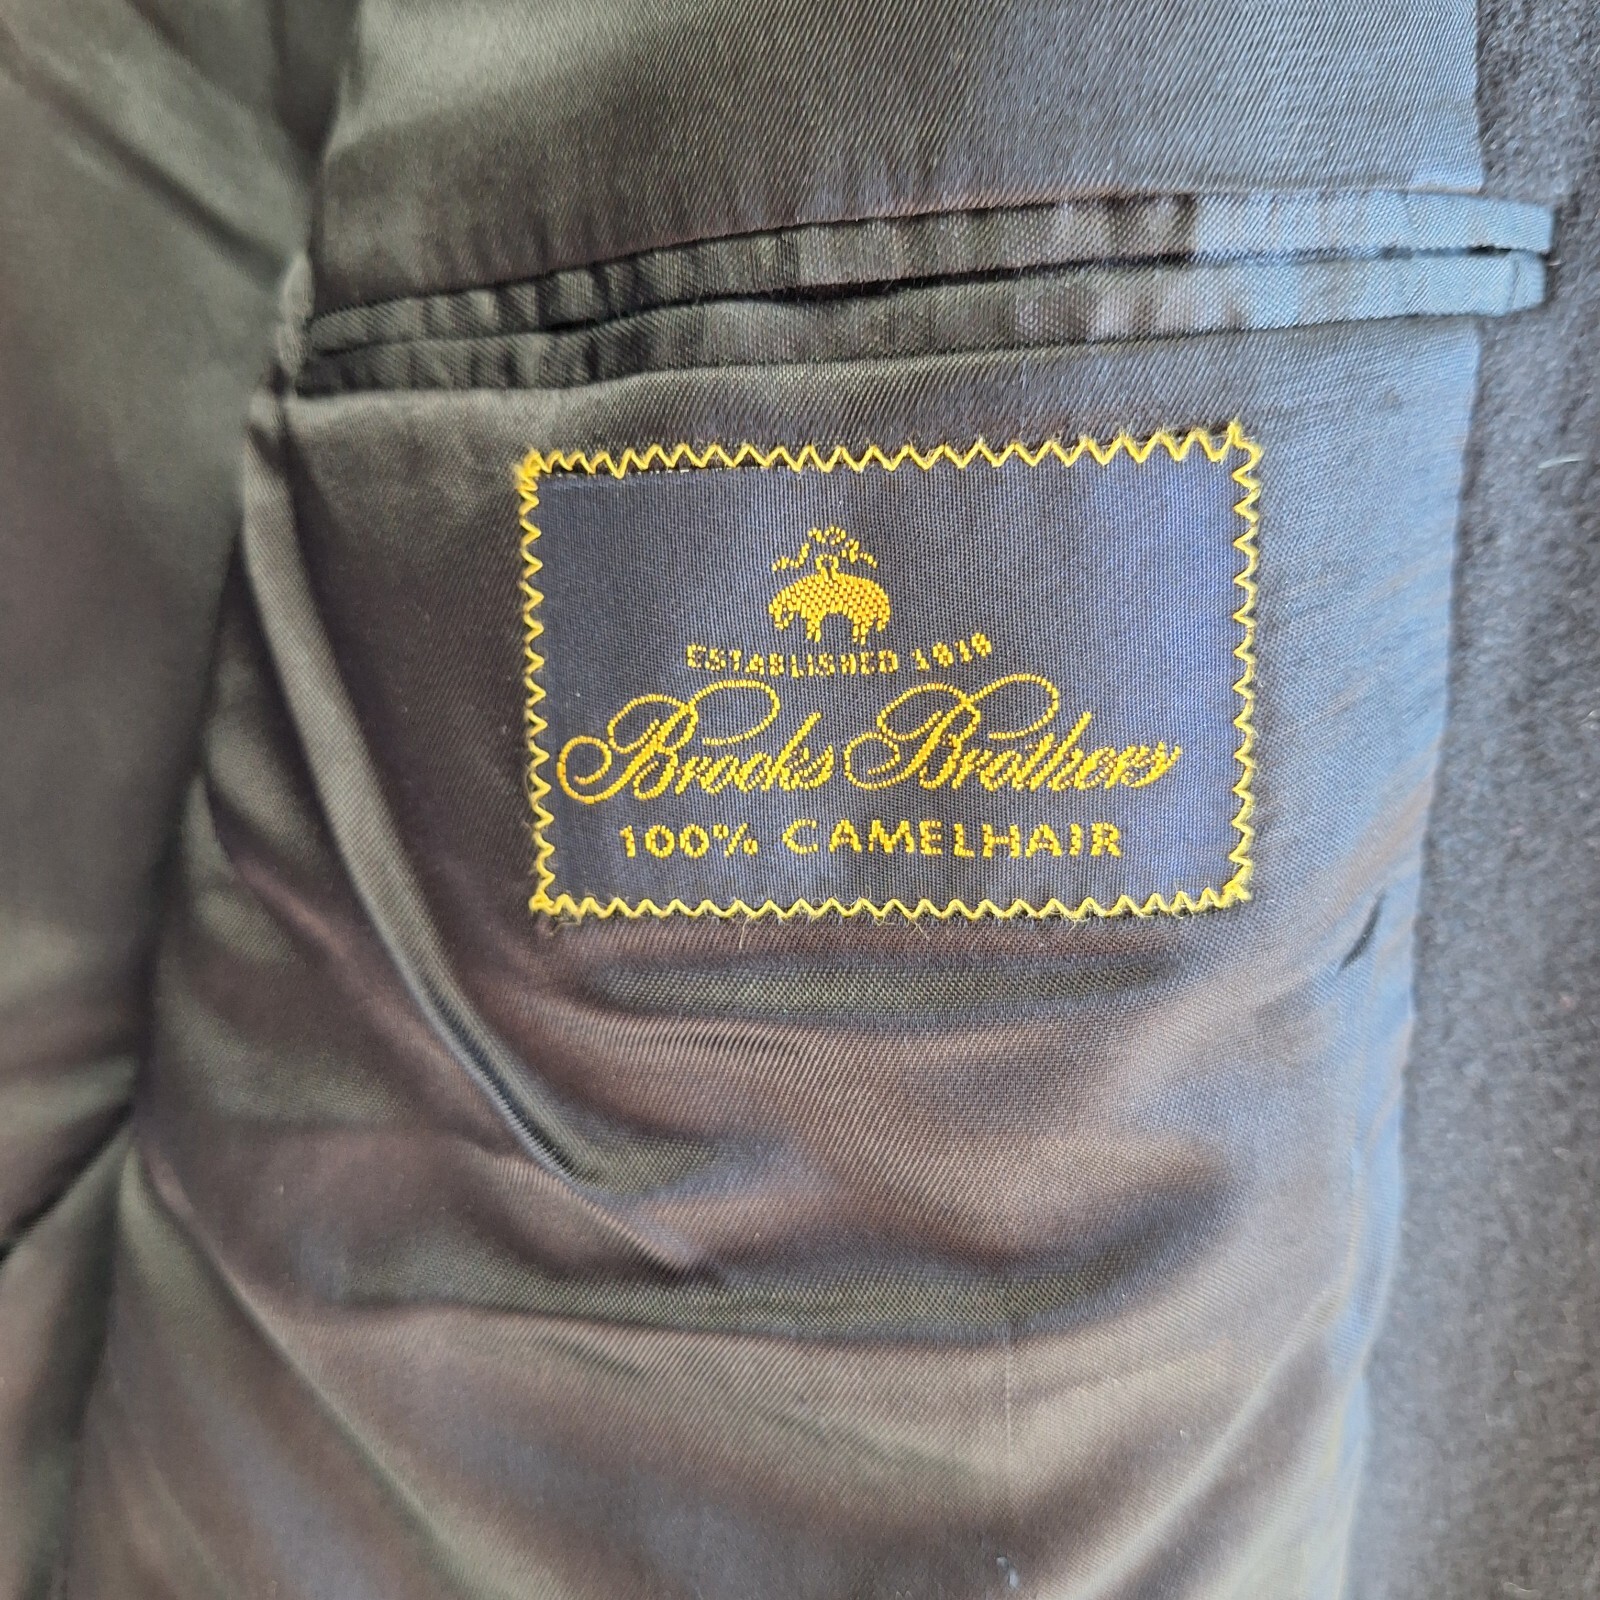 ESTABLISHED 1818
Brooks Brothers
100% CAMELHAIR